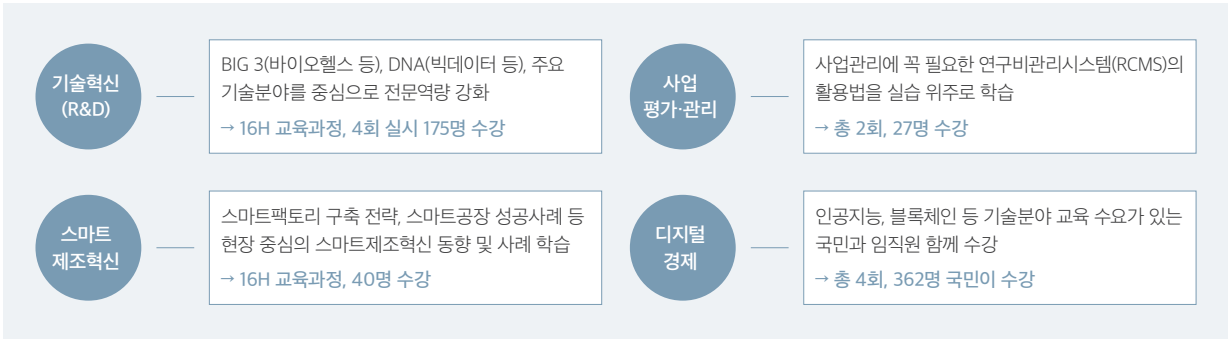 기술혁신
(R&D)
BIG 3(바이오헬스 등), DNA(빅데이터 등), 주요
기술분야를 중심으로 전문역량 강화
→ 16H 교육과정, 4회 실시 175명 수강
사업
평가·관리
사업관리에 꼭 필요한 연구비관리시스템(RCMS)의
활용법을 실습 위주로 학습
→ 총 2회, 27명 수강
스마트
제조혁신
스마트팩토리 구축 전략, 스마트공장 성공사례 등
현장 중심의 스마트제조혁신 동향 및 사례 학습
→ 16H 교육과정, 40명 수강
디지털
경제
인공지능, 블록체인 등 기술분야 교육 수요가 있는
국민과 임직원 함께 수강
→ 총 4회, 362명 국민이 수강